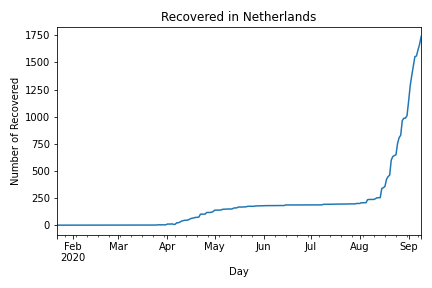 Recovered in Netherlands
Number of Recovered
1750
1500
1250
1000
750
500
250
0
Feb Mar Apr May Jun Jul Aug Sep
2020
Day